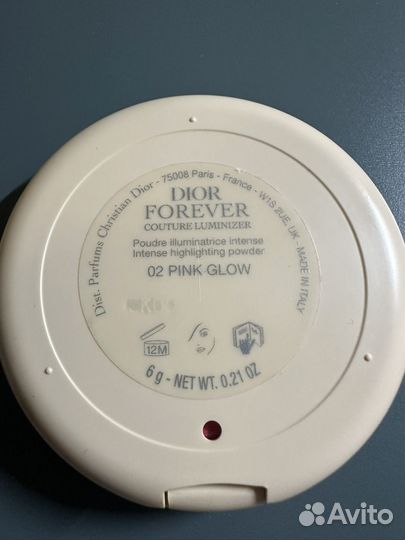 Dist. Parfums Christian Dior - 75008 Paris - France - W1S 2UE, UK - MADE IN ITALY
DIOR
FOREVER
COUTURE LUMINIZER
Poudre illuminatrice intense
Intense highlighting powder
02 PINK GLOW
12M
6 g - NET WT. 0.21 OZ
Avito